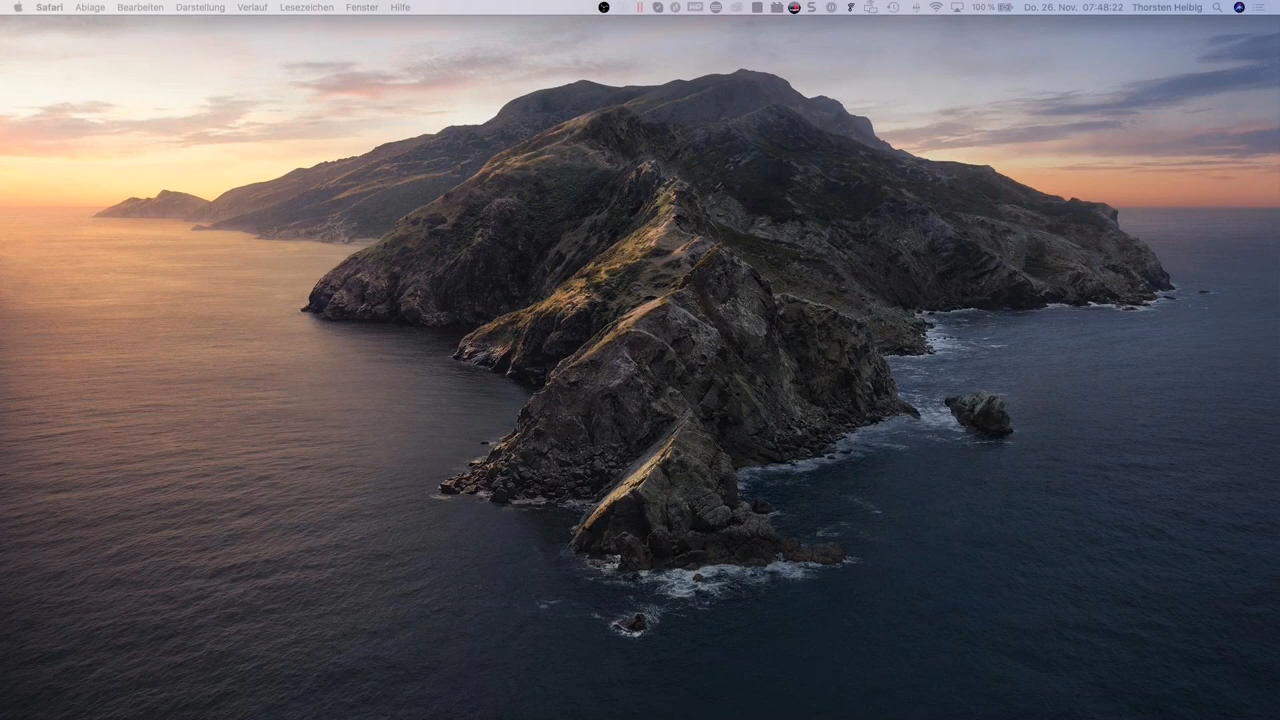 Safari Ablage Bearbeiten Darstellung Verlauf Lesezeichen Fenster Hilfe 100 % Do. 26. Nov. 07:48:22 Thorsten Helbig